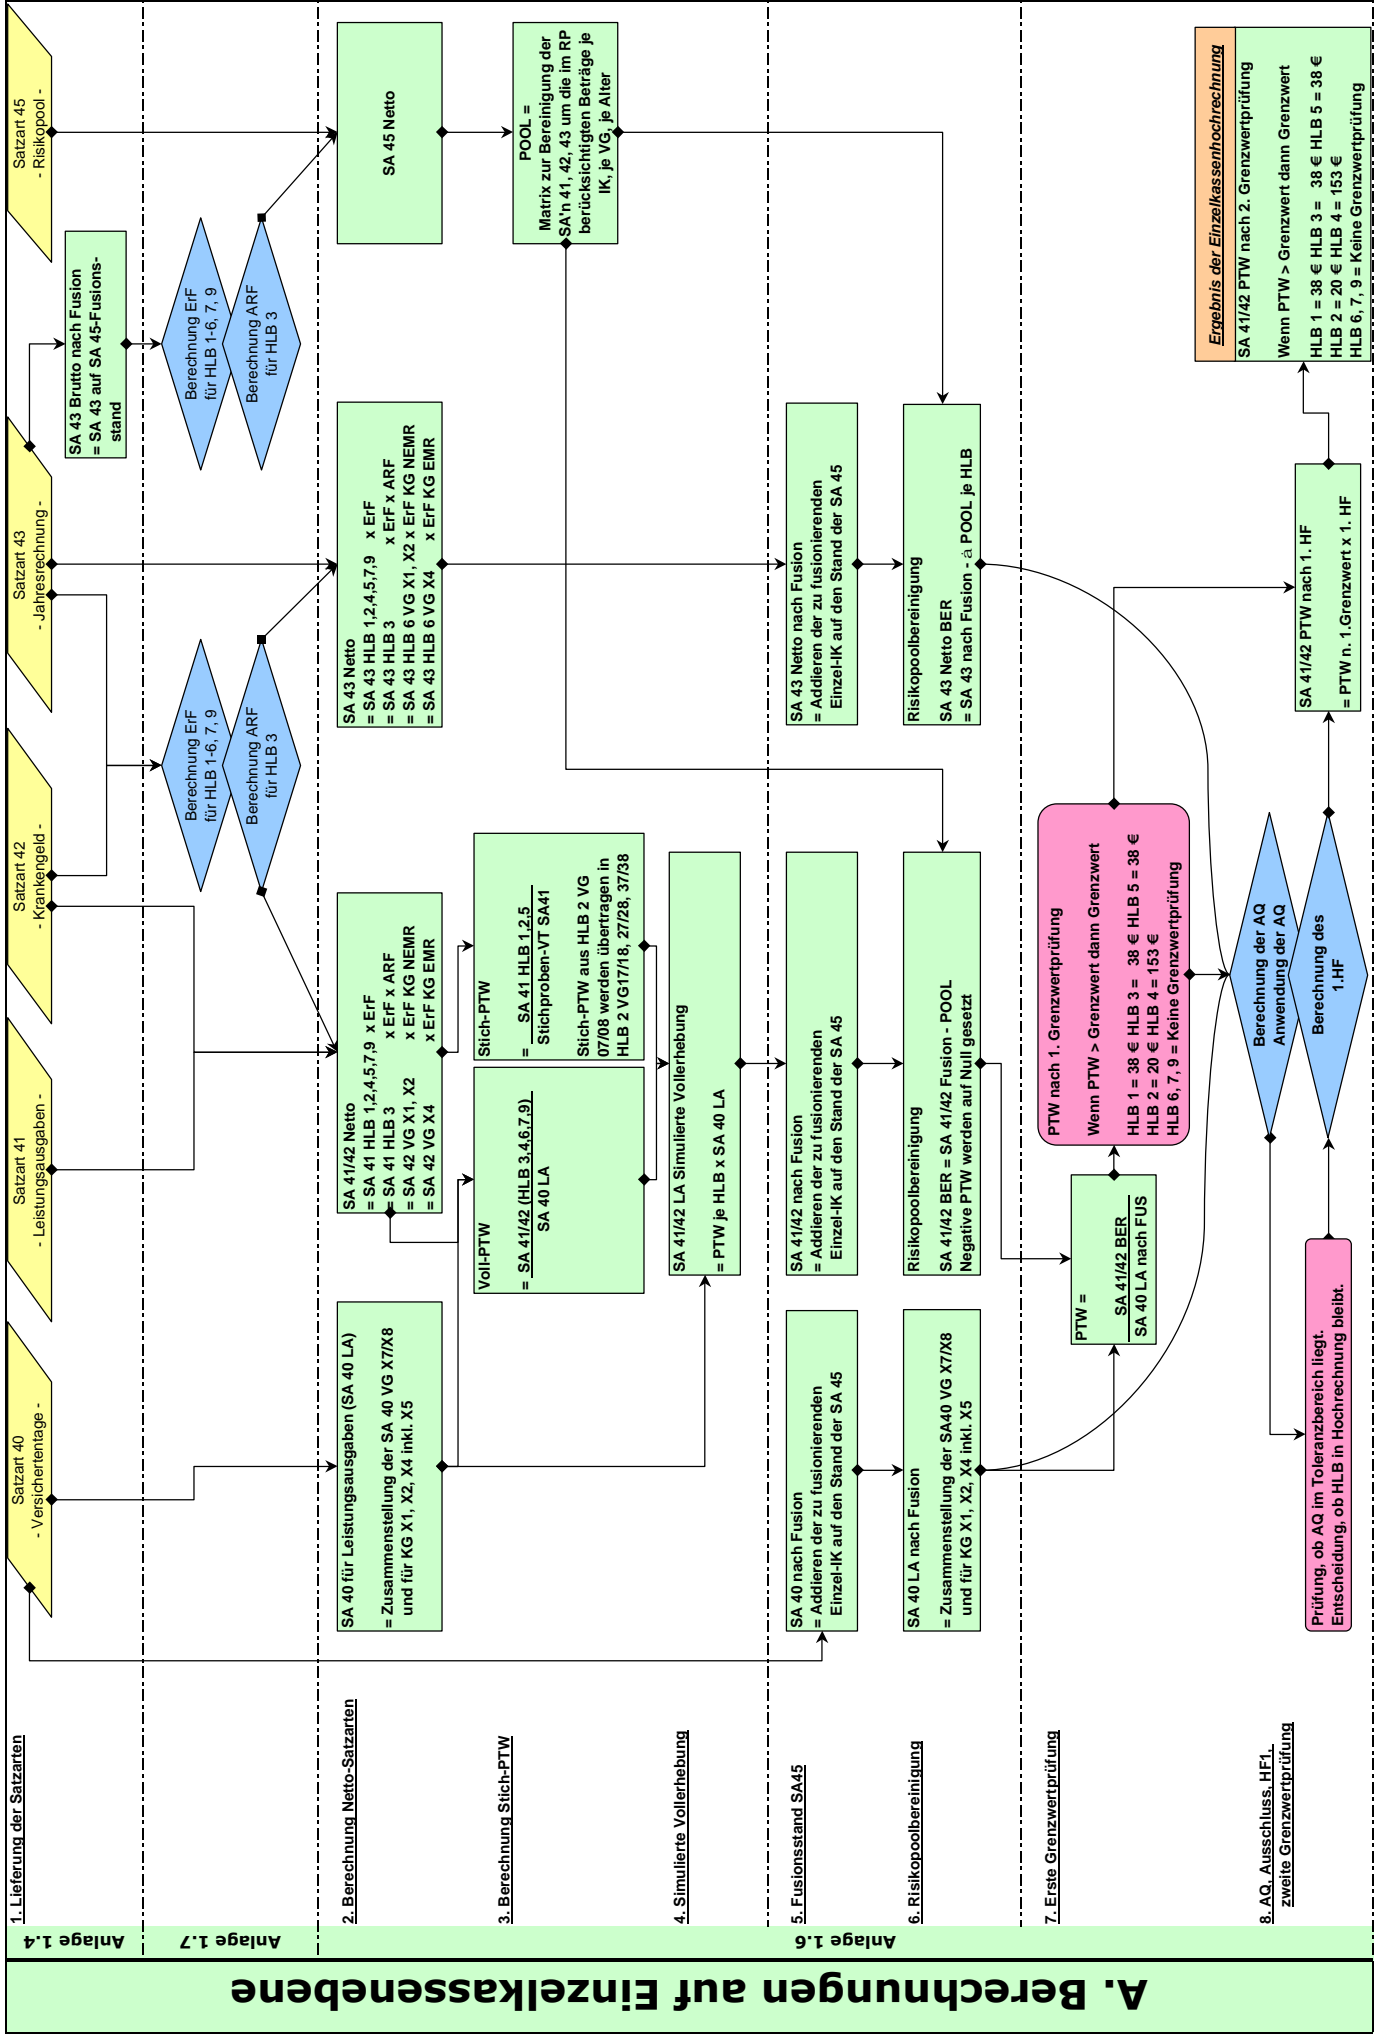 A. Berechnungen auf Einzelkassenebene
Anlage 1.4
Anlage 1.7
Anlage 1.6
1. Lieferung der Satzarten
Satzart 40
- Versichertentage -
Satzart 41
- Leistungsausgaben -
Satzart 42
- Krankengeld -
Satzart 43
- Jahresrechnung -
Satzart 45
- Risikopool -
SA 43 Brutto nach Fusion
= SA 43 auf SA 45-Fusions-
stand
Berechnung ErF
für HLB 1-6, 7, 9
Berechnung ARF
für HLB 3
Berechnung ErF
für HLB 1-6, 7, 9
Berechnung ARF
für HLB 3
2. Berechnung Netto-Satzarten
SA 40 für Leistungsausgaben (SA 40 LA)
= Zusammenstellung der SA 40 VG X7/X8
und für KG X1, X2, X4 inkl. X5
SA 41/42 Netto
= SA 41 HLB 1,2,4,5,7,9 x ErF
= SA 41 HLB 3 x ErF x ARF
= SA 42 VG X1, X2 x ErF KG NEMR
= SA 42 VG X4 x ErF KG EMR
SA 43 Netto
= SA 43 HLB 1,2,4,5,7,9 x ErF
= SA 43 HLB 3 x ErF x ARF
= SA 43 HLB 6 VG X1, X2 x ErF KG NEMR
= SA 43 HLB 6 VG X4 x ErF KG EMR
SA 45 Netto
3. Berechnung Stich-PTW
Voll-PTW
= SA 41/42 (HLB 3,4,6,7,9)
SA 40 LA
Stich-PTW
= SA 41 HLB 1,2,5
Stichproben-VT SA41
Stich-PTW aus HLB 2 VG
07/08 werden übertragen in
HLB 2 VG17/18, 27/28, 37/38
POOL =
Matrix zur Bereinigung der
SA'n 41, 42, 43 um die im RP
berücksichtigten Beträge je
IK, je VG, je Alter
4. Simulierte Vollerhebung
SA 41/42 LA Simulierte Vollerhebung
= PTW je HLB x SA 40 LA
5. Fusionsstand SA45
SA 40 nach Fusion
= Addieren der zu fusionierenden
Einzel-IK auf den Stand der SA 45
SA 41/42 nach Fusion
= Addieren der zu fusionierenden
Einzel-IK auf den Stand der SA 45
SA 43 Netto nach Fusion
= Addieren der zu fusionierenden
Einzel-IK auf den Stand der SA 45
6. Risikopoolbereinigung
SA 40 LA nach Fusion
= Zusammenstellung der SA40 VG X7/X8
und für KG X1, X2, X4 inkl. X5
Risikopoolbereinigung
SA 41/42 BER = SA 41/42 Fusion - POOL
Negative PTW werden auf Null gesetzt
Risikopoolbereinigung
SA 43 Netto BER
= SA 43 nach Fusion - à POOL je HLB
7. Erste Grenzwertprüfung
PTW =
SA 41/42 BER
SA 40 LA nach FUS
PTW nach 1. Grenzwertprüfung
Wenn PTW > Grenzwert dann Grenzwert
HLB 1 = 38 € HLB 3 = 38 € HLB 5 = 38 €
HLB 2 = 20 € HLB 4 = 153 €
HLB 6, 7, 9 = Keine Grenzwertprüfung
8. AQ, Ausschluss, HF1,
zweite Grenzwertprüfung
Prüfung, ob AQ im Toleranzbereich liegt.
Entscheidung, ob HLB in Hochrechnung bleibt.
Berechnung der AQ
Anwendung der AQ
Berechnung des
1.HF
SA 41/42 PTW nach 1. HF
= PTW n. 1.Grenzwert x 1. HF
Ergebnis der Einzelkassenhochrechnung
SA 41/42 PTW nach 2. Grenzwertprüfung
Wenn PTW > Grenzwert dann Grenzwert
HLB 1 = 38 € HLB 3 = 38 € HLB 5 = 38 €
HLB 2 = 20 € HLB 4 = 153 €
HLB 6, 7, 9 = Keine Grenzwertprüfung